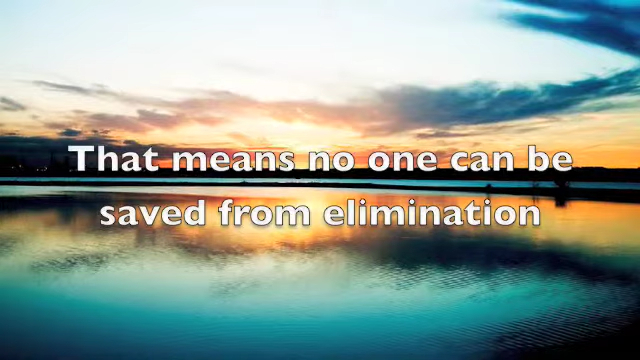 That means no one can be
saved from elimination